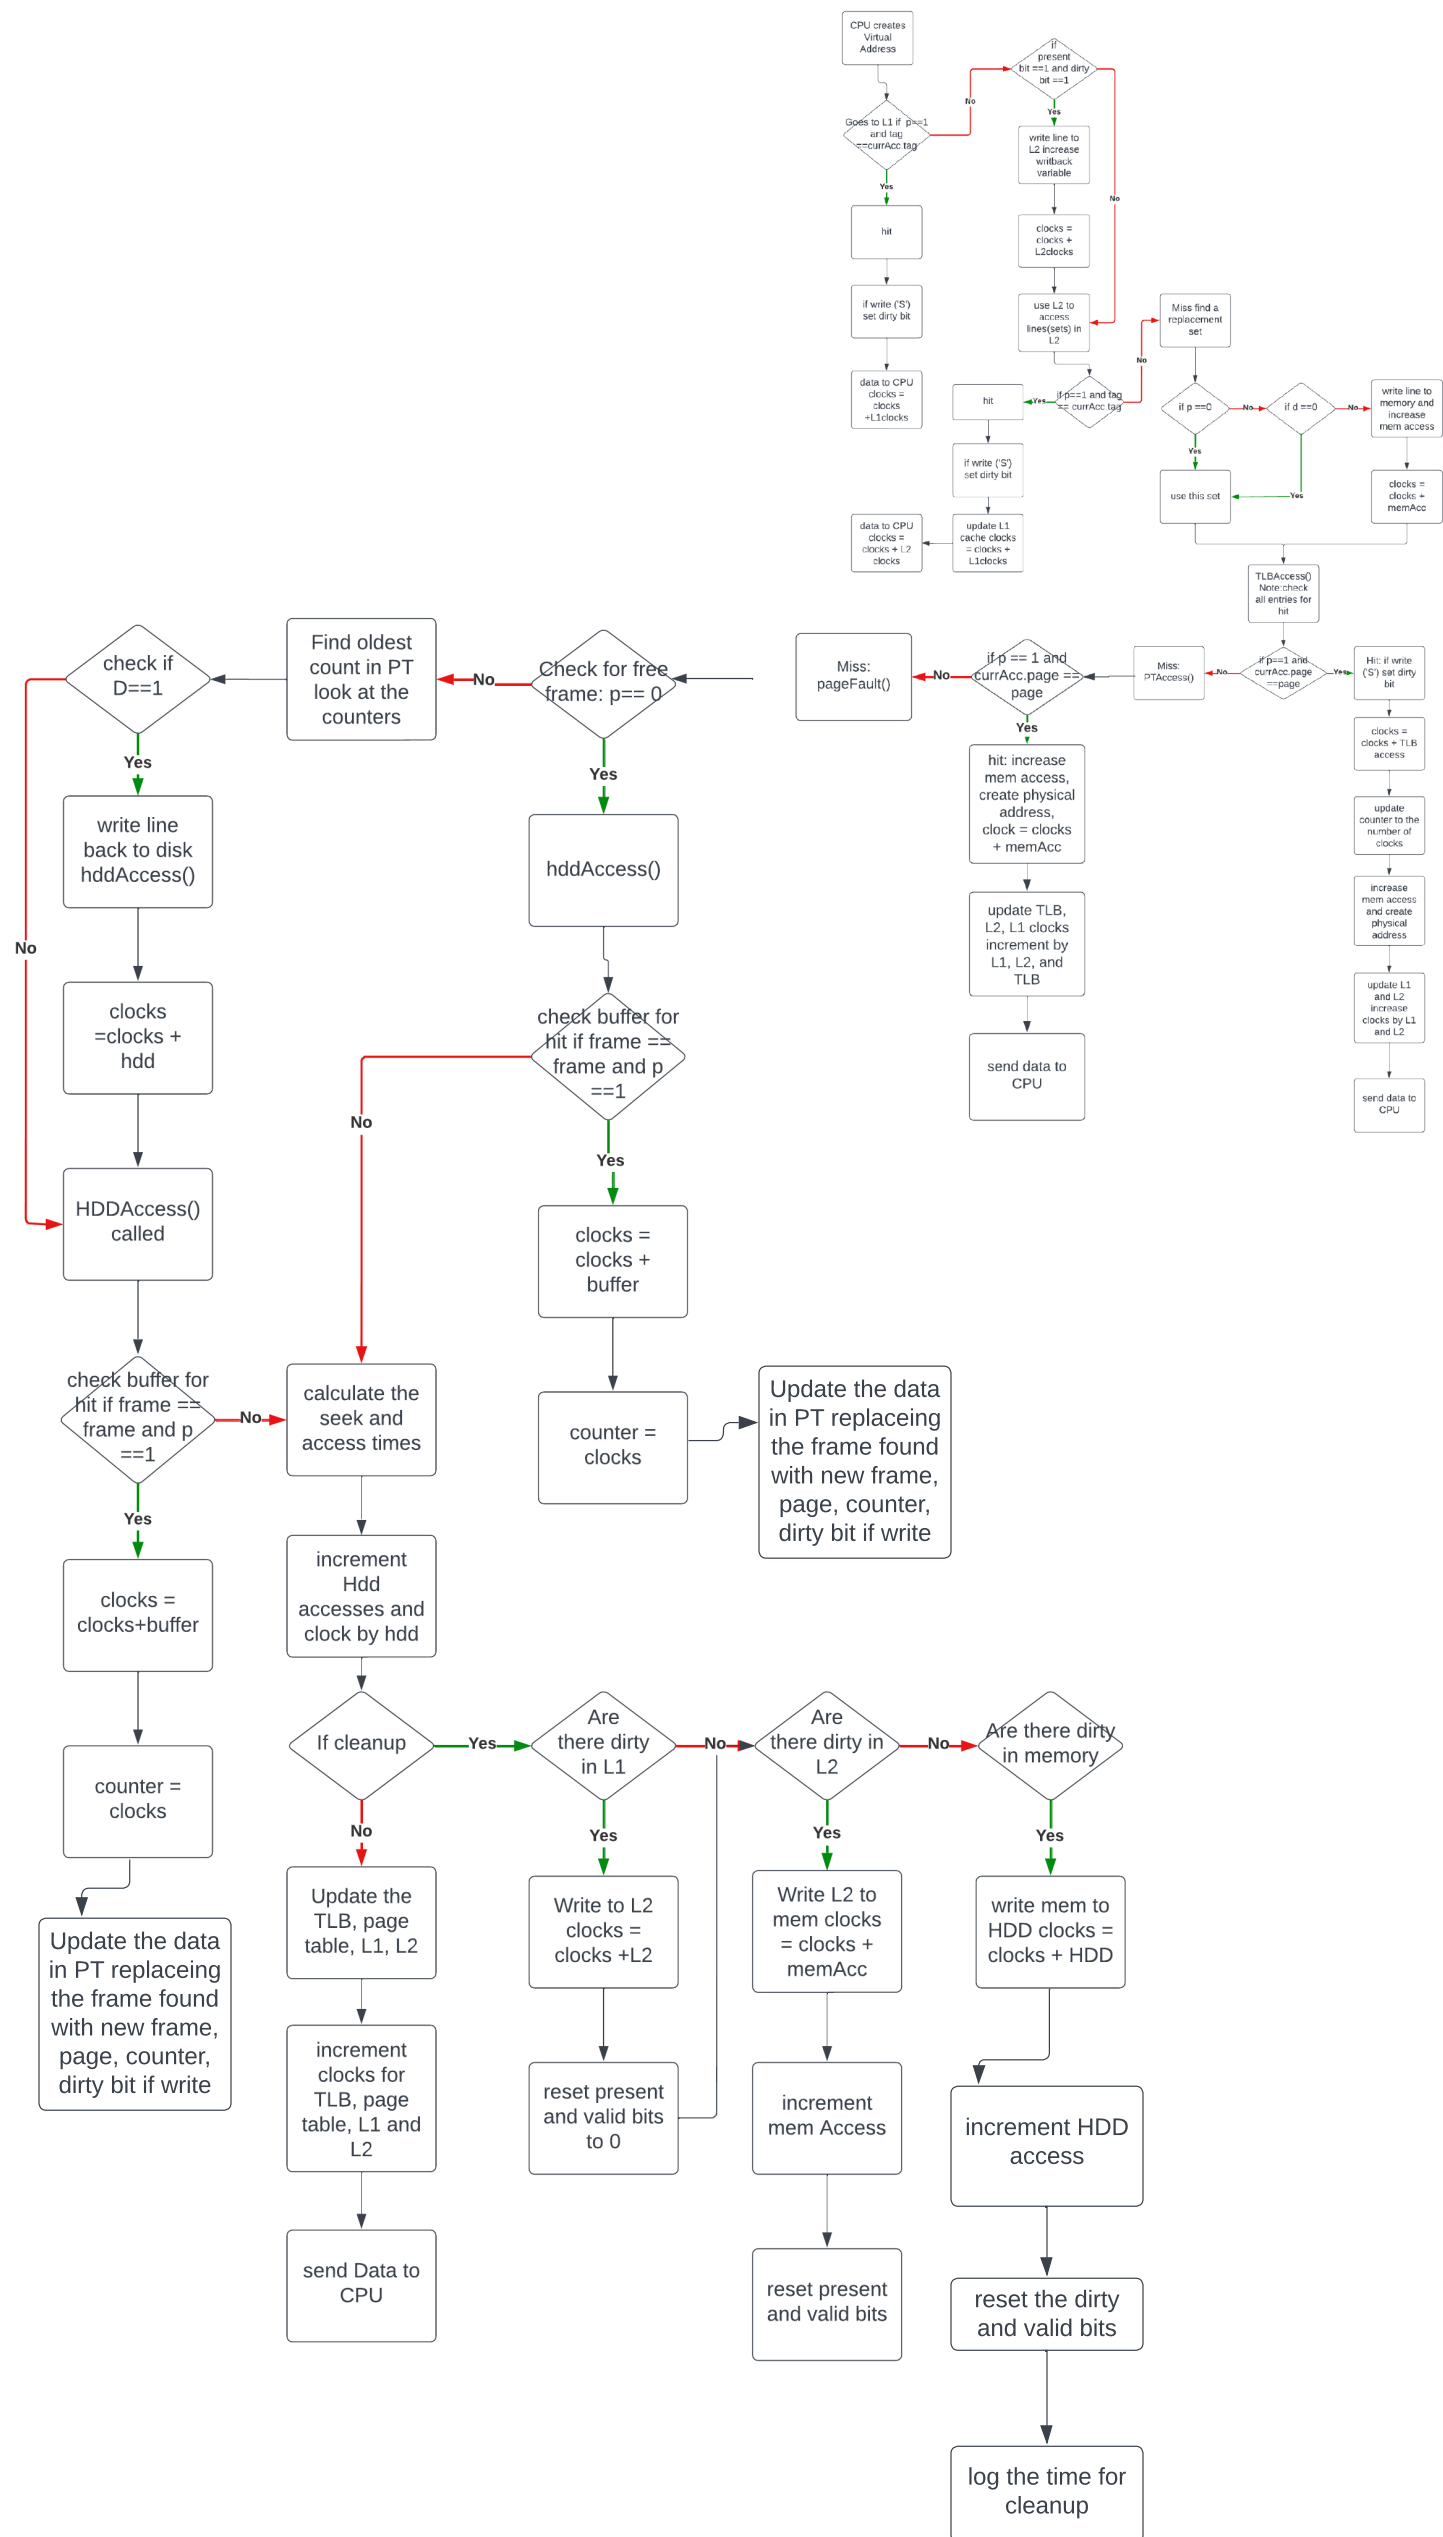 CPU creates
Virtual
Address
if
present
bit ==1 and dirty
bit ==1
No
Goes to L1 if  p==1
and tag
==currAcc.tag
Yes
write line to
L2 increase
writback
variable
Yes
No
hit
clocks =
clocks +
L2clocks
if write ('S')
set dirty bit
use L2 to
access
lines(sets) in
L2
Miss find a
replacement
set
No
data to CPU
clocks =
clocks
+L1clocks
hit
Yes
if p==1 and tag
== currAcc.tag
if p ==0
No
if d ==0
No
write line to
memory and
increase
mem access
Yes
if write ('S')
set dirty bit
use this set
Yes
clocks =
clocks +
memAcc
data to CPU
clocks =
clocks + L2
clocks
update L1
cache clocks
= clocks +
L1clocks
TLBAccess()
Note:check
all entries for
hit
check if
D==1
Find oldest
count in PT
look at the
counters
No
Check for free
frame: p== 0
Miss:
pageFault()
No
if p == 1 and
currAcc.page ==
page
Miss:
PTAccess()
No
if p==1 and
currAcc.page
==page
Yes
Hit: if write
('S') set dirty
bit
Yes
Yes
Yes
hit: increase
mem access,
create physical
address,
clock = clocks
+ memAcc
clocks =
clocks + TLB
access
write line
back to disk
hddAccess()
hddAccess()
update
counter to the
number of
clocks
No
update TLB,
L2, L1 clocks
increment by
L1, L2, and
TLB
increase
mem access
and create
physical
address
clocks
=clocks +
hdd
check buffer for
hit if frame ==
frame and p
==1
send data to
CPU
update L1
and L2
increase
clocks by L1
and L2
No
Yes
send data to
CPU
HDDAccess()
called
clocks =
clocks +
buffer
check buffer for
hit if frame ==
frame and p
==1
No
calculate the
seek and
access times
counter =
clocks
Update the data
in PT replaceing
the frame found
with new frame,
page, counter,
dirty bit if write
Yes
clocks =
clocks+buffer
increment
Hdd
accesses and
clock by hdd
counter =
clocks
If cleanup
Yes
Are
there dirty
in L1
No
Are
there dirty in
L2
No
Are there dirty
in memory
No
Yes
Yes
Yes
Update the data
in PT replaceing
the frame found
with new frame,
page, counter,
dirty bit if write
Update the
TLB, page
table, L1, L2
Write to L2
clocks =
clocks +L2
Write L2 to
mem clocks
= clocks +
memAcc
write mem to
HDD clocks =
clocks + HDD
increment
clocks for
TLB, page
table, L1 and
L2
reset present
and valid bits
to 0
increment
mem Access
increment HDD
access
send Data to
CPU
reset present
and valid bits
reset the dirty
and valid bits
log the time for
cleanup